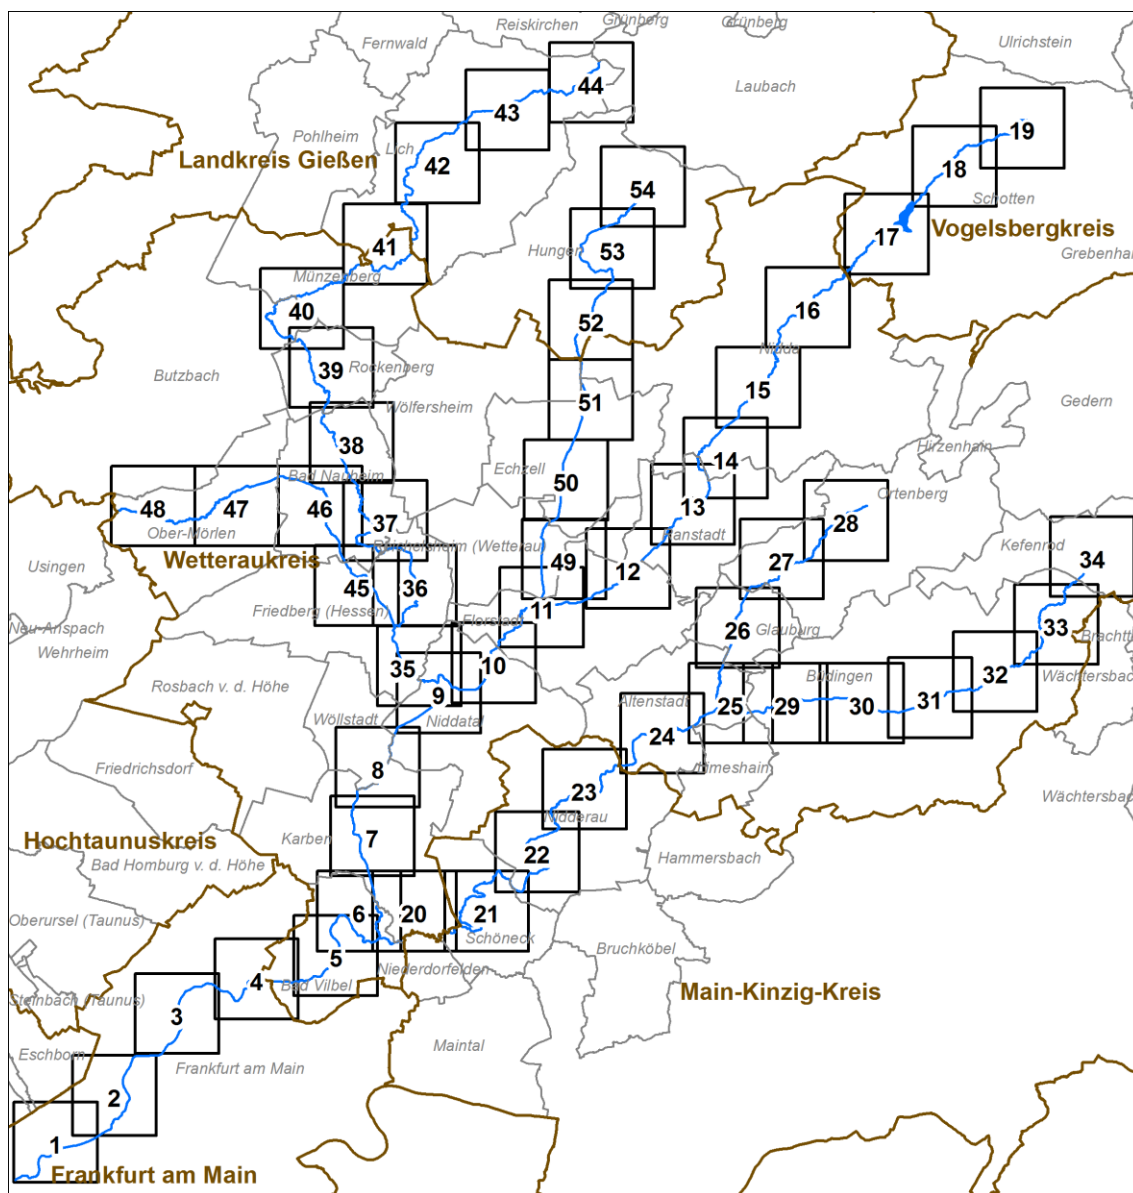 Reiskirchen
Grünberg
Grünberg
Fernwald
Ulrichstein
Laubach
44
43
19
Pohlheim
Lich
Landkreis Gießen
42
18
54
Schotten
17
Vogelsbergkreis
41
Hungen
53
Grebenhai
Münzenberg
40
52
16
Nidda
39
Rockenberg
Butzbach
15
51
Wölfersheim
Gedern
38
Hirzenhain
14
Echzell
Bad Nauheim
50
Ortenberg
48
47
46
13
37
28
Ober-Mörlen
Ranstadt
Reichelsheim (Wetterau)
Kefenrod
Wetteraukreis
Usingen
49
12
27
34
45
36
11
Friedberg (Hessen)
Florstadt
Neu-Anspach
26
Glauburg
33
Brachtt
Wehrheim
35
10
Büdingen
32
Wächtersbac
Rosbach v. d. Höhe
9
Altenstadt
25
29
30
31
Wöllstadt
Niddatal
24
Friedrichsdorf
8
Limeshain
23
Wächtersbac
Nidderau
Hochtaunuskreis
Karben
7
22
Hammersbach
Bad Homburg v. d. Höhe
Oberursel (Taunus)
6
20
21
Schöneck
Bruchköbel
5
Niederdorfelden
4
Bad Vilbel
Main-Kinzig-Kreis
Steinbach (Taunus)
3
Maintal
Eschborn
Frankfurt am Main
2
1
Frankfurt am Main